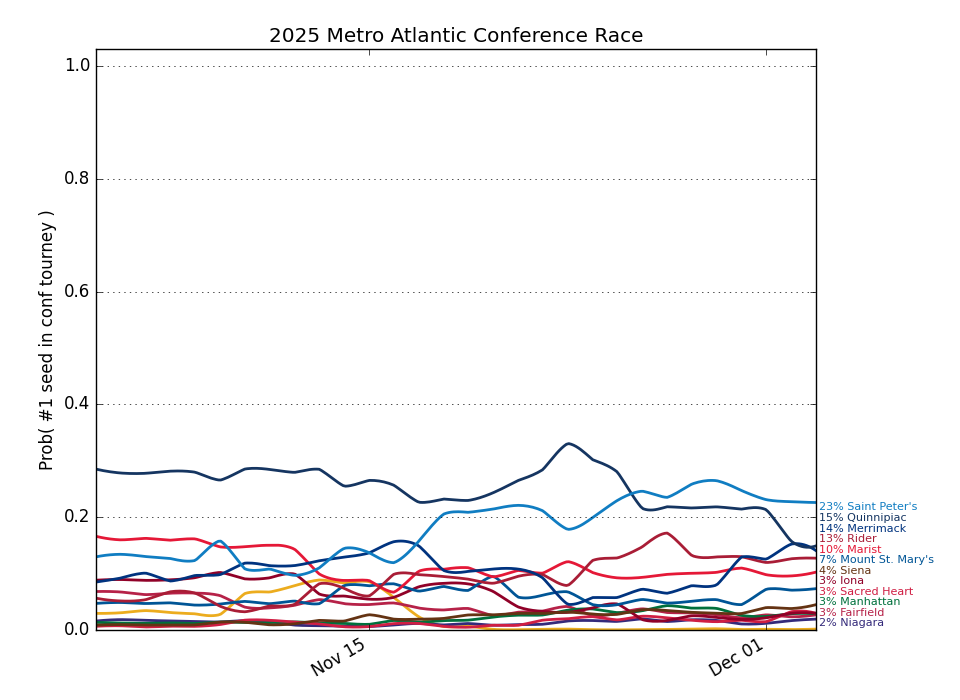 2025 Metro Atlantic Conference Race
1.0
0.8
0.6
0.4
0.2
0.0
Prob( #1 seed in conf tourney )
Nov 15
Dec 01
23% Saint Peter's
15% Quinnipiac
14% Merrimack
13% Rider
10% Marist
7% Mount St. Mary's
4% Siena
3% Iona
3% Sacred Heart
3% Manhattan
3% Fairfield
2% Niagara